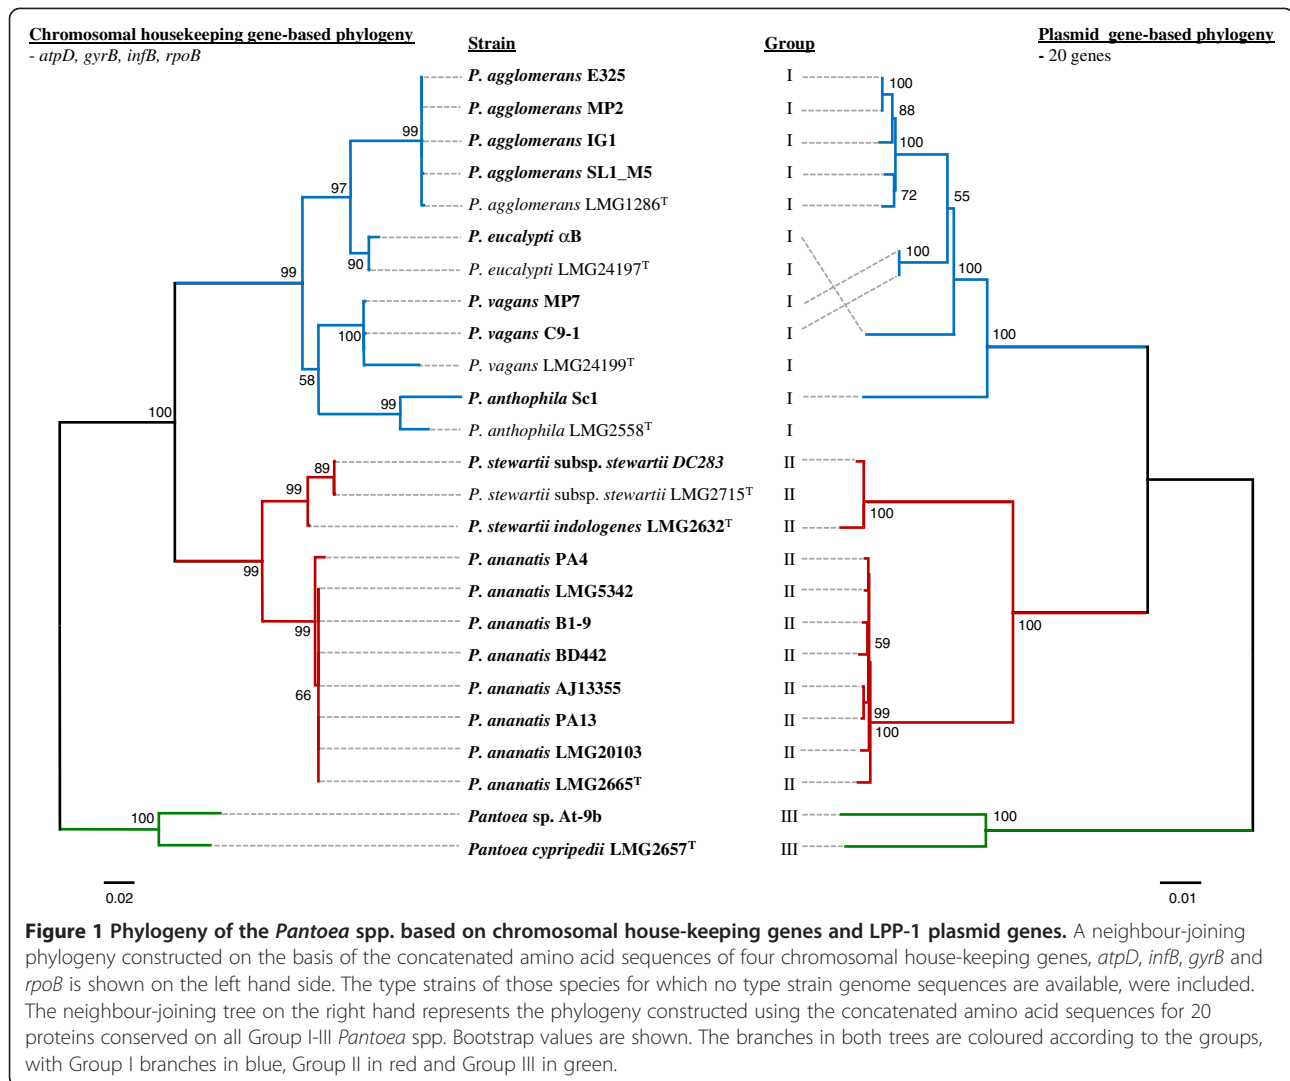 Chromosomal housekeeping gene-based phylogeny
- atpD, gyrB, infB, rpoB
Strain
Group
Plasmid gene-based phylogeny
- 20 genes
P. agglomerans E325 I
P. agglomerans MP2 I
P. agglomerans IG1 I
P. agglomerans SL1_M5 I
P. agglomerans LMG1286ᵀ I
P. eucalypti αB I
P. eucalypti LMG24197ᵀ I
P. vagans MP7 I
P. vagans C9-1 I
P. vagans LMG24199ᵀ I
P. anthophila Sc1 I
P. anthophila LMG2558ᵀ I
P. stewartii subsp. stewartii DC283 II
P. stewartii subsp. stewartii LMG2715ᵀ II
P. stewartii indologenes LMG2632ᵀ II
P. ananatis PA4 II
P. ananatis LMG5342 II
P. ananatis B1-9 II
P. ananatis BD442 II
P. ananatis AJ13355 II
P. ananatis PA13 II
P. ananatis LMG20103 II
P. ananatis LMG2665ᵀ II
Pantoea sp. At-9b III
Pantoea cypripedii LMG2657ᵀ III
99
97
90
99
100
58
99
100
89
99
99
99
66
100
0.02
100
88
100
72
55
100
100
100
100
59
99
100
100
100
0.01
Figure 1 Phylogeny of the Pantoea spp. based on chromosomal house-keeping genes and LPP-1 plasmid genes. A neighbour-joining
phylogeny constructed on the basis of the concatenated amino acid sequences of four chromosomal house-keeping genes, atpD, infB, gyrB and
rpoB is shown on the left hand side. The type strains of those species for which no type strain genome sequences are available, were included.
The neighbour-joining tree on the right hand represents the phylogeny constructed using the concatenated amino acid sequences for 20
proteins conserved on all Group I-III Pantoea spp. Bootstrap values are shown. The branches in both trees are coloured according to the groups,
with Group I branches in blue, Group II in red and Group III in green.